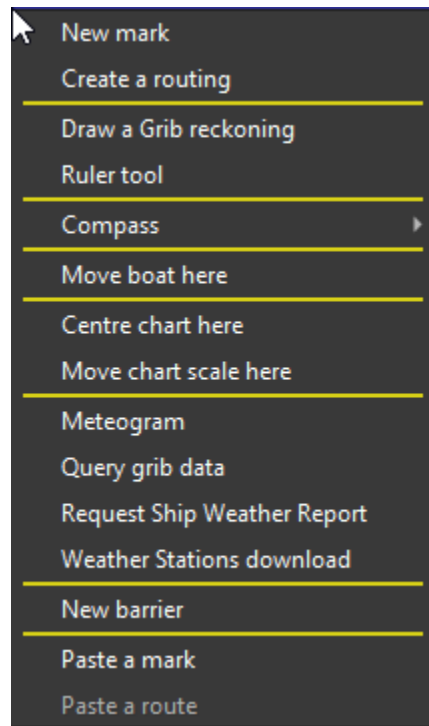 New mark
Create a routing
Draw a Grib reckoning
Ruler tool
Compass
Move boat here
Centre chart here
Move chart scale here
Meteogram
Query grib data
Request Ship Weather Report
Weather Stations download
New barrier
Paste a mark
Paste a route